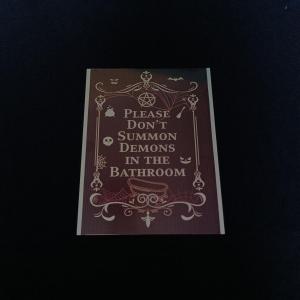 Please
Don't
Summon
Demons
in the
Bathroom